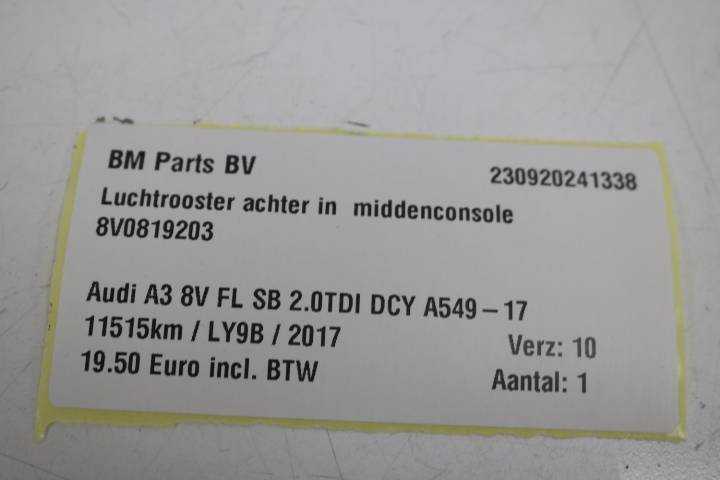 BM Parts BV
230920241338
Luchtrooster achter in middenconsole
8V0819203
Audi A3 8V FL SB 2.0TDI DCY A549-17
11515km / LY9B / 2017
Verz: 10
19.50 Euro incl. BTW
Aantal: 1